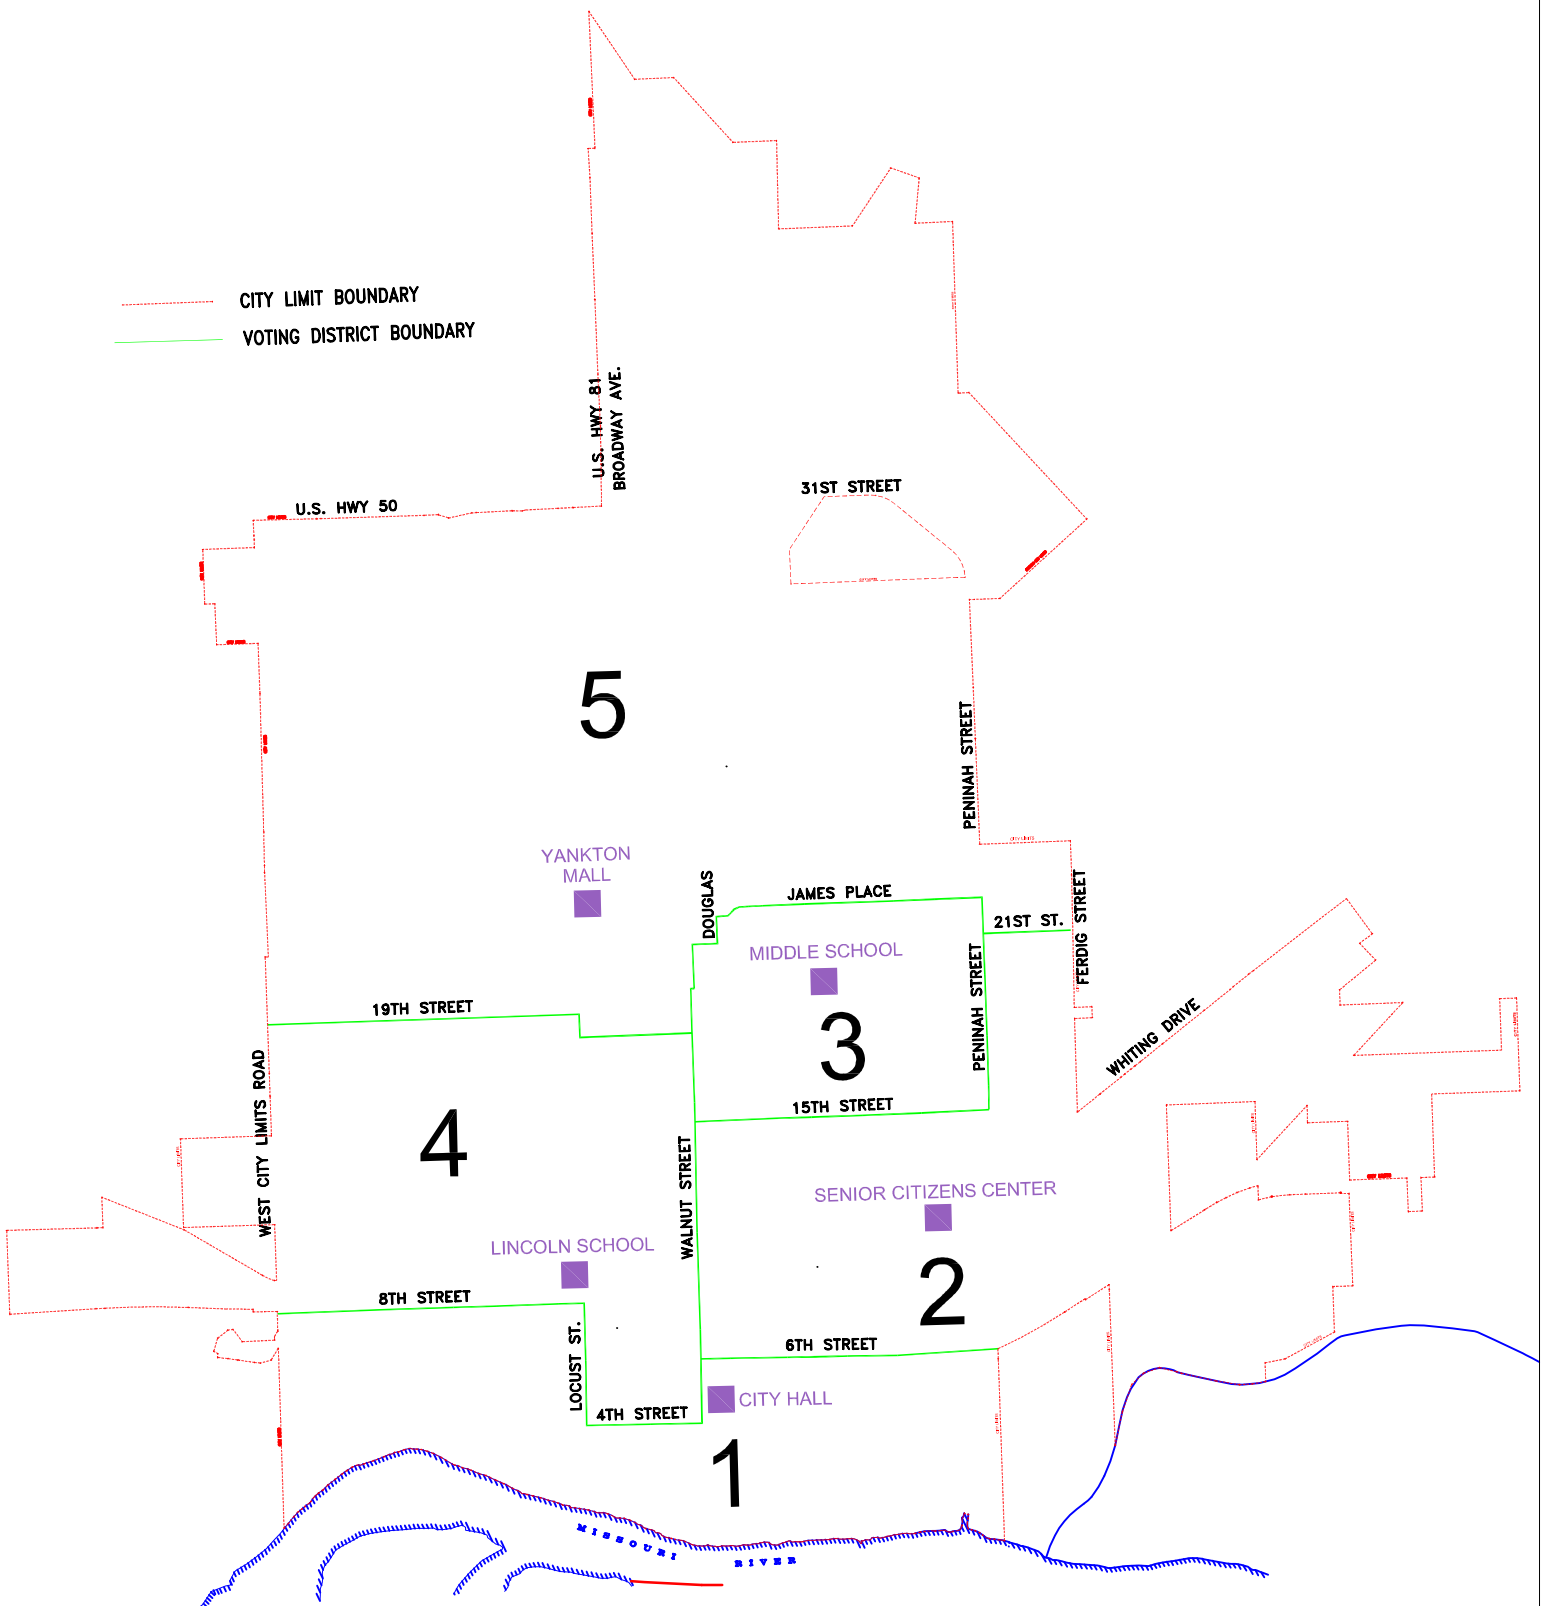 CITY LIMIT BOUNDARY
VOTING DISTRICT BOUNDARY
U.S. HWY 81
BROADWAY AVE.
31ST STREET
U.S. HWY 50
5
PENINAH STREET
YANKTON
MALL
DOUGLAS
JAMES PLACE
21ST ST.
FERDIG STREET
MIDDLE SCHOOL
19TH STREET
3
PENINAH STREET
WHITING DRIVE
WEST CITY LIMITS ROAD
15TH STREET
4
WALNUT STREET
SENIOR CITIZENS CENTER
LINCOLN SCHOOL
2
8TH STREET
LOCUST ST.
6TH STREET
CITY HALL
4TH STREET
1
MISSOURI
RIVER